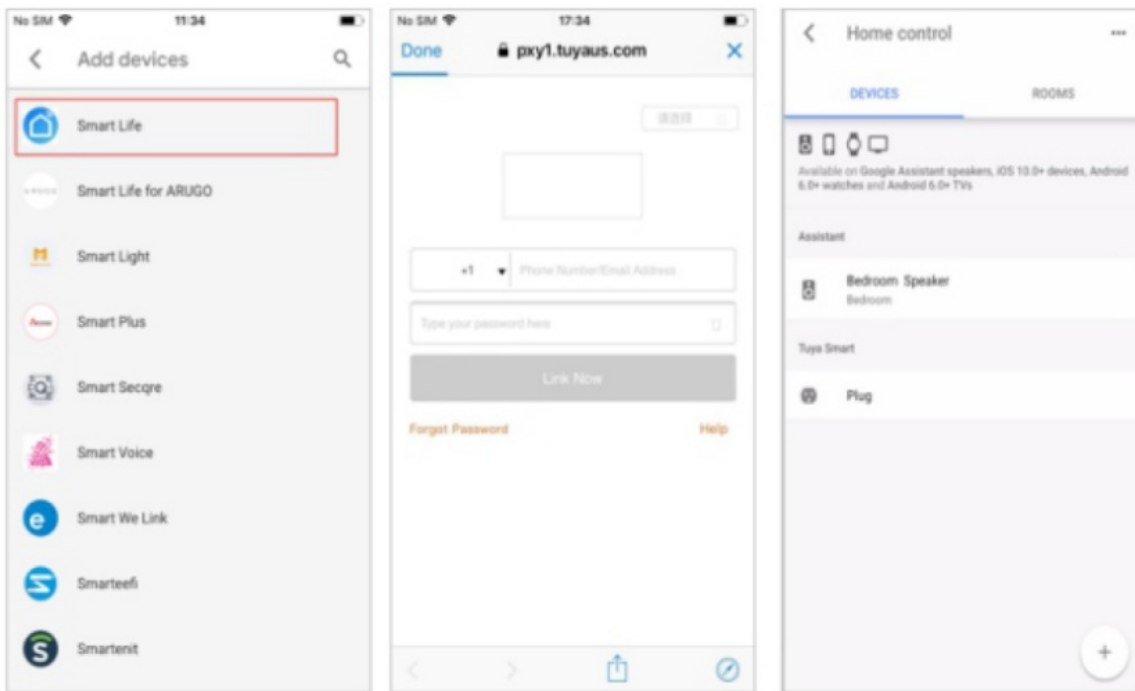 No SIM 11:34
Add devices
Smart Life
Smart Life for ARUGO
Smart Light
Smart Plus
Smart Secqre
Smart Voice
Smart We Link
Smarteefi
Smartenit
No SIM 17:34
Done pxy1.tuyaus.com
请选择
+1 Phone Number/Email Address
Type your password here
Link Now
Forgot Password Help
Home control
DEVICES ROOMS
Available on Google Assistant speakers, iOS 10.0+ devices, Android
6.0+ watches and Android 6.0+ TVs
Assistant
Bedroom Speaker
Bedroom
Tuya Smart
Plug